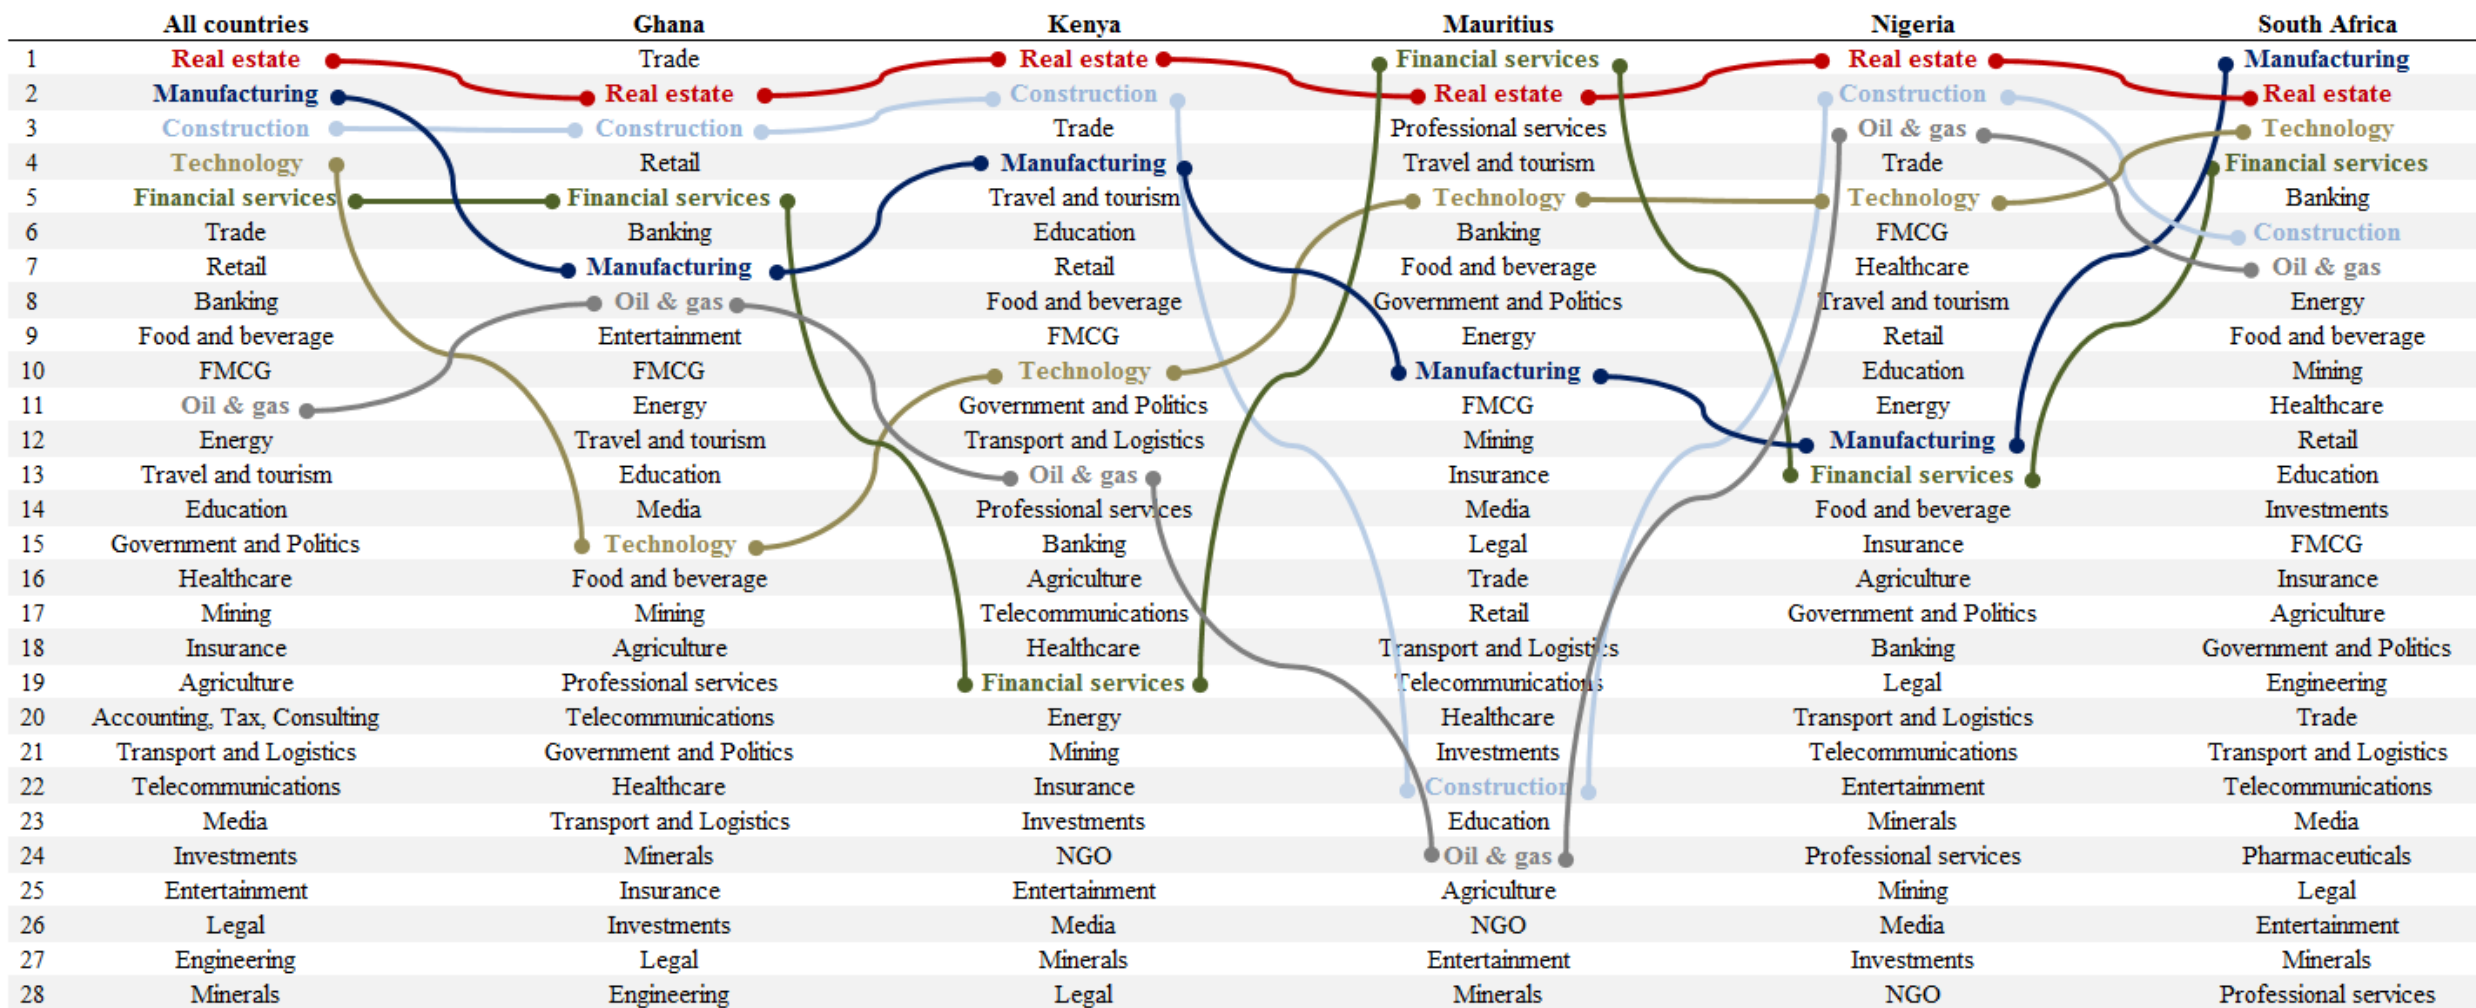 All countries Ghana Kenya Mauritius Nigeria South Africa
1 Real estate Trade Real estate Financial services Real estate Manufacturing
2 Manufacturing Real estate Construction Real estate Construction Real estate
3 Construction Construction Trade Professional services Oil & gas Technology
4 Technology Retail Manufacturing Travel and tourism Trade Financial services
5 Financial services Financial services Travel and tourism Technology Technology Banking
6 Trade Banking Education Banking FMCG Construction
7 Retail Manufacturing Retail Food and beverage Healthcare Oil & gas
8 Banking Oil & gas Food and beverage Government and Politics Travel and tourism Energy
9 Food and beverage Entertainment FMCG Energy Retail Food and beverage
10 FMCG FMCG Technology Manufacturing Education Mining
11 Oil & gas Energy Government and Politics FMCG Energy Healthcare
12 Energy Travel and tourism Transport and Logistics Mining Manufacturing Retail
13 Travel and tourism Education Oil & gas Insurance Financial services Education
14 Education Media Professional services Media Food and beverage Investments
15 Government and Politics Technology Banking Legal Insurance FMCG
16 Healthcare Food and beverage Agriculture Trade Agriculture Insurance
17 Mining Mining Telecommunications Retail Government and Politics Agriculture
18 Insurance Agriculture Healthcare Transport and Logistics Banking Government and Politics
19 Agriculture Professional services Financial services Telecommunications Legal Engineering
20 Accounting, Tax, Consulting Telecommunications Energy Healthcare Transport and Logistics Trade
21 Transport and Logistics Government and Politics Mining Investments Telecommunications Transport and Logistics
22 Telecommunications Healthcare Insurance Construction Entertainment Telecommunications
23 Media Transport and Logistics Investments Education Minerals Media
24 Investments Minerals NGO Oil & gas Professional services Pharmaceuticals
25 Entertainment Insurance Entertainment Agriculture Mining Legal
26 Legal Investments Media NGO Media Entertainment
27 Engineering Legal Minerals Entertainment Investments Minerals
28 Minerals Engineering Legal Minerals NGO Professional services